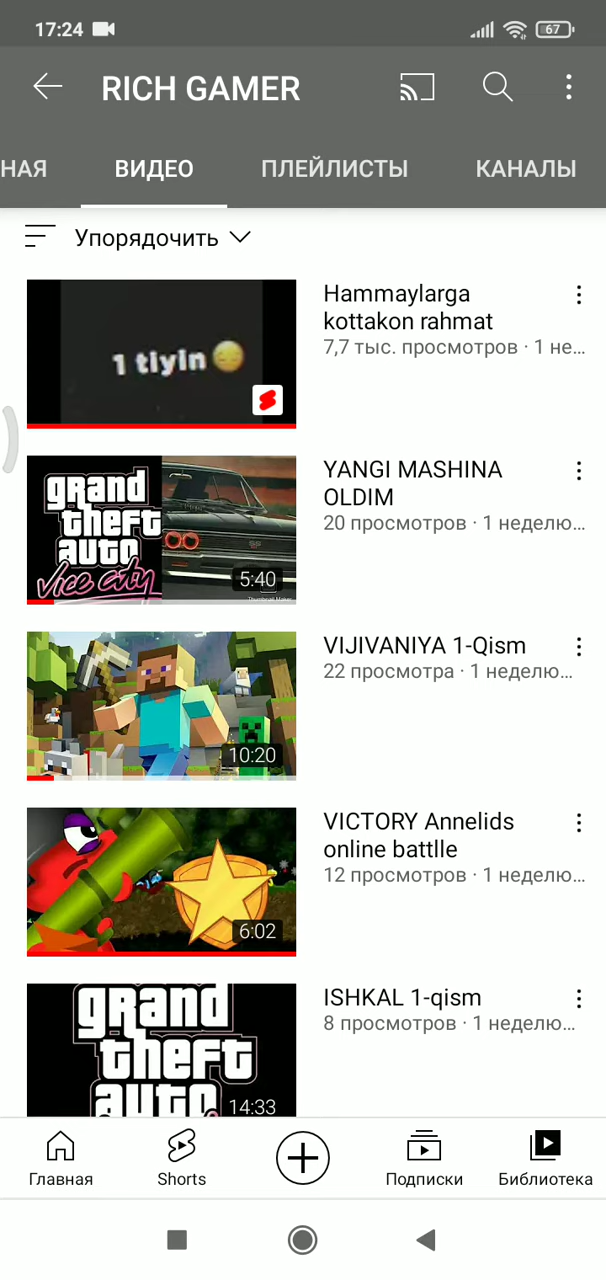 17:24
67
RICH GAMER
НАЯ ВИДЕО ПЛЕЙЛИСТЫ КАНАЛЫ
Упорядочить
1 tiyin
Hammaylarga
kottakon rahmat
7,7 тыс. просмотров · 1 не...
grand
theft
auto
vice city
5:40
Thumbnail Maker
YANGI MASHINA
OLDIM
20 просмотров · 1 неделю...
10:20
VIJIVANIYA 1-Qism
22 просмотра · 1 неделю...
6:02
VICTORY Annelids
online battlle
12 просмотров · 1 неделю...
grand
theft
auto
14:33
ISHKAL 1-qism
8 просмотров · 1 неделю...
Главная Shorts Подписки Библиотека